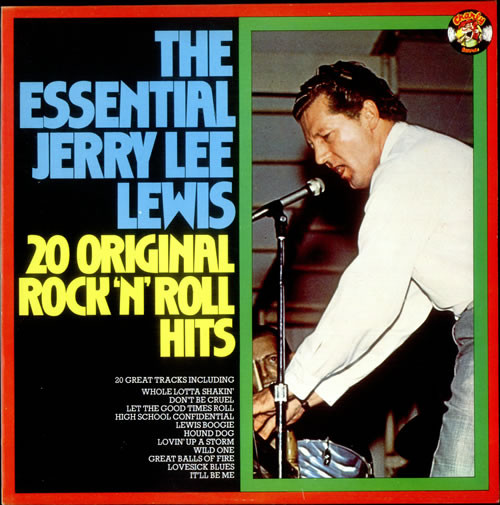 THE
ESSENTIAL
JERRY LEE
LEWIS
20 ORIGINAL
ROCK 'N' ROLL
HITS
20 GREAT TRACKS INCLUDING
WHOLE LOTTA SHAKIN'
DON'T BE CRUEL
LET THE GOOD TIMES ROLL
HIGH SCHOOL CONFIDENTIAL
LEWIS BOOGIE
HOUND DOG
LOVIN' UP A STORM
WILD ONE
GREAT BALLS OF FIRE
LOVESICK BLUES
IT'LL BE ME
Charly